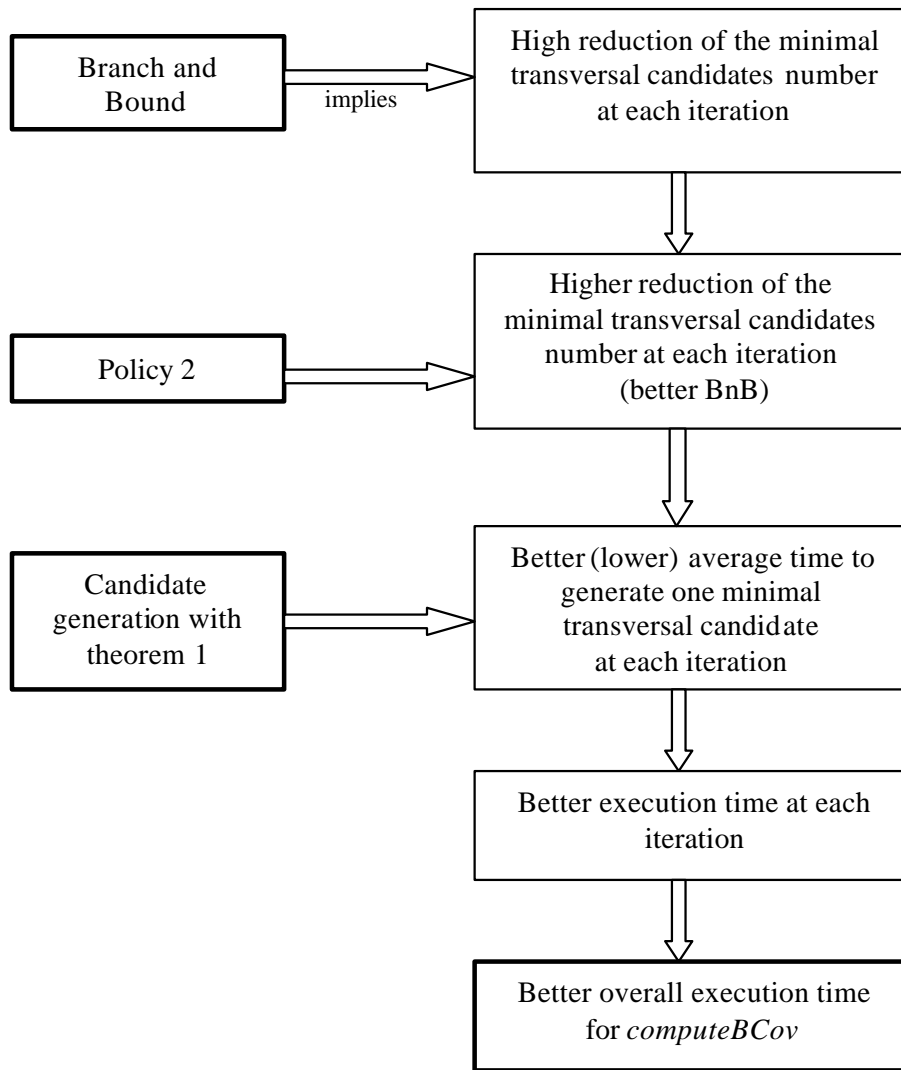 Branch and
Bound
implies
High reduction of the minimal
transversal candidates number
at each iteration
Policy 2
Higher reduction of the
minimal transversal candidates
number at each iteration
(better BnB)
Candidate
generation with
theorem 1
Better (lower) average time to
generate one minimal
transversal candidate
at each iteration
Better execution time at each
iteration
Better overall execution time
for computeBCov